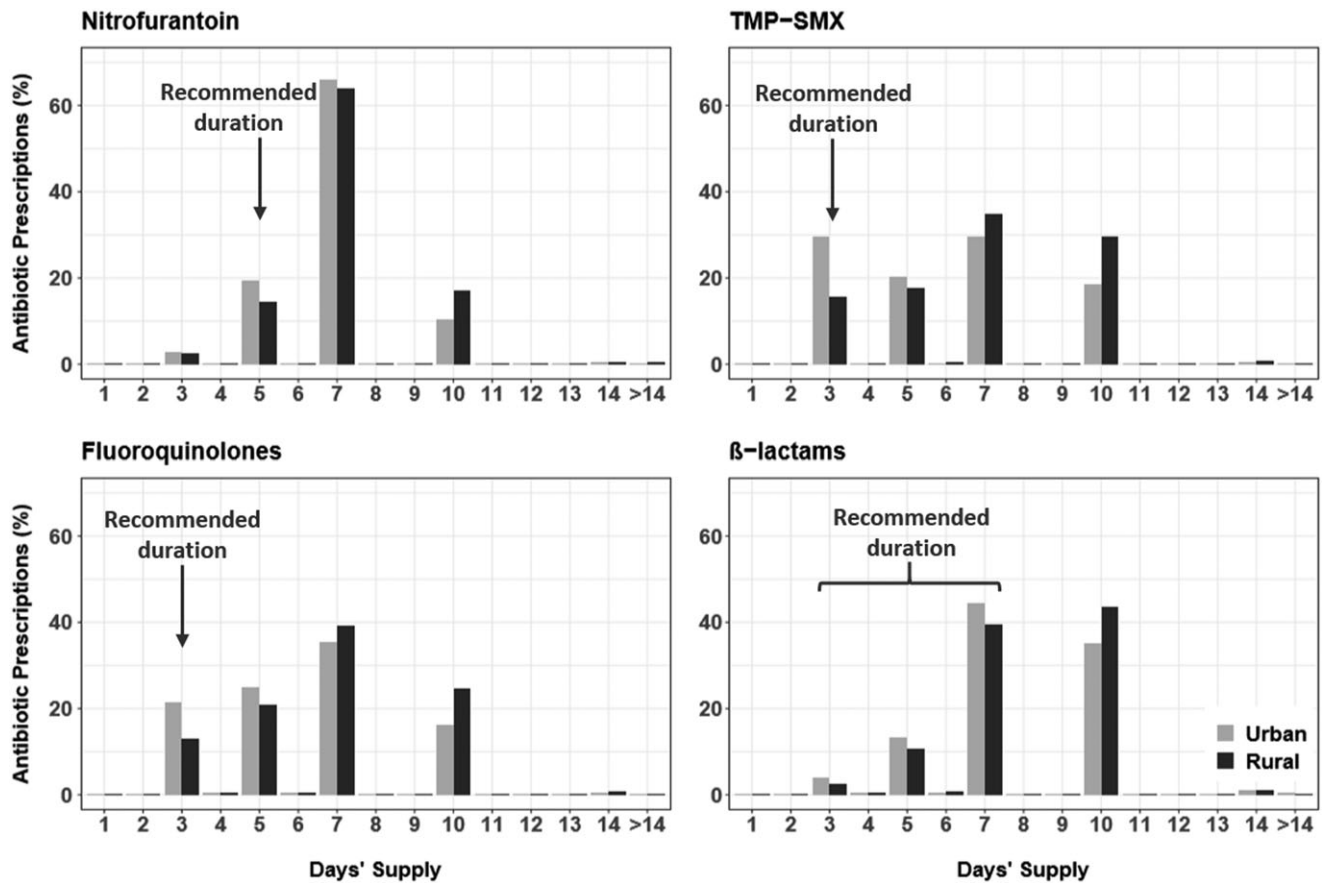 Nitrofurantoin
Antibiotic Prescriptions (%)
60
40
20
0
Recommended
duration
1 2 3 4 5 6 7 8 9 10 11 12 13 14 >14
TMP−SMX
60
40
20
0
Recommended
duration
1 2 3 4 5 6 7 8 9 10 11 12 13 14 >14
Fluoroquinolones
Antibiotic Prescriptions (%)
60
40
20
0
Recommended
duration
1 2 3 4 5 6 7 8 9 10 11 12 13 14 >14
Days' Supply
ß−lactams
60
40
20
0
Recommended
duration
Urban
Rural
1 2 3 4 5 6 7 8 9 10 11 12 13 14 >14
Days' Supply